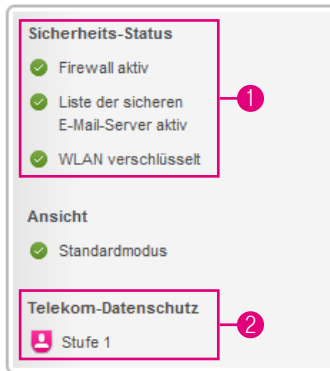 Sicherheits-Status
Firewall aktiv
Liste der sicheren
E-Mail-Server aktiv
WLAN verschlüsselt
1
Ansicht
Standardmodus
Telekom-Datenschutz
Stufe 1
2